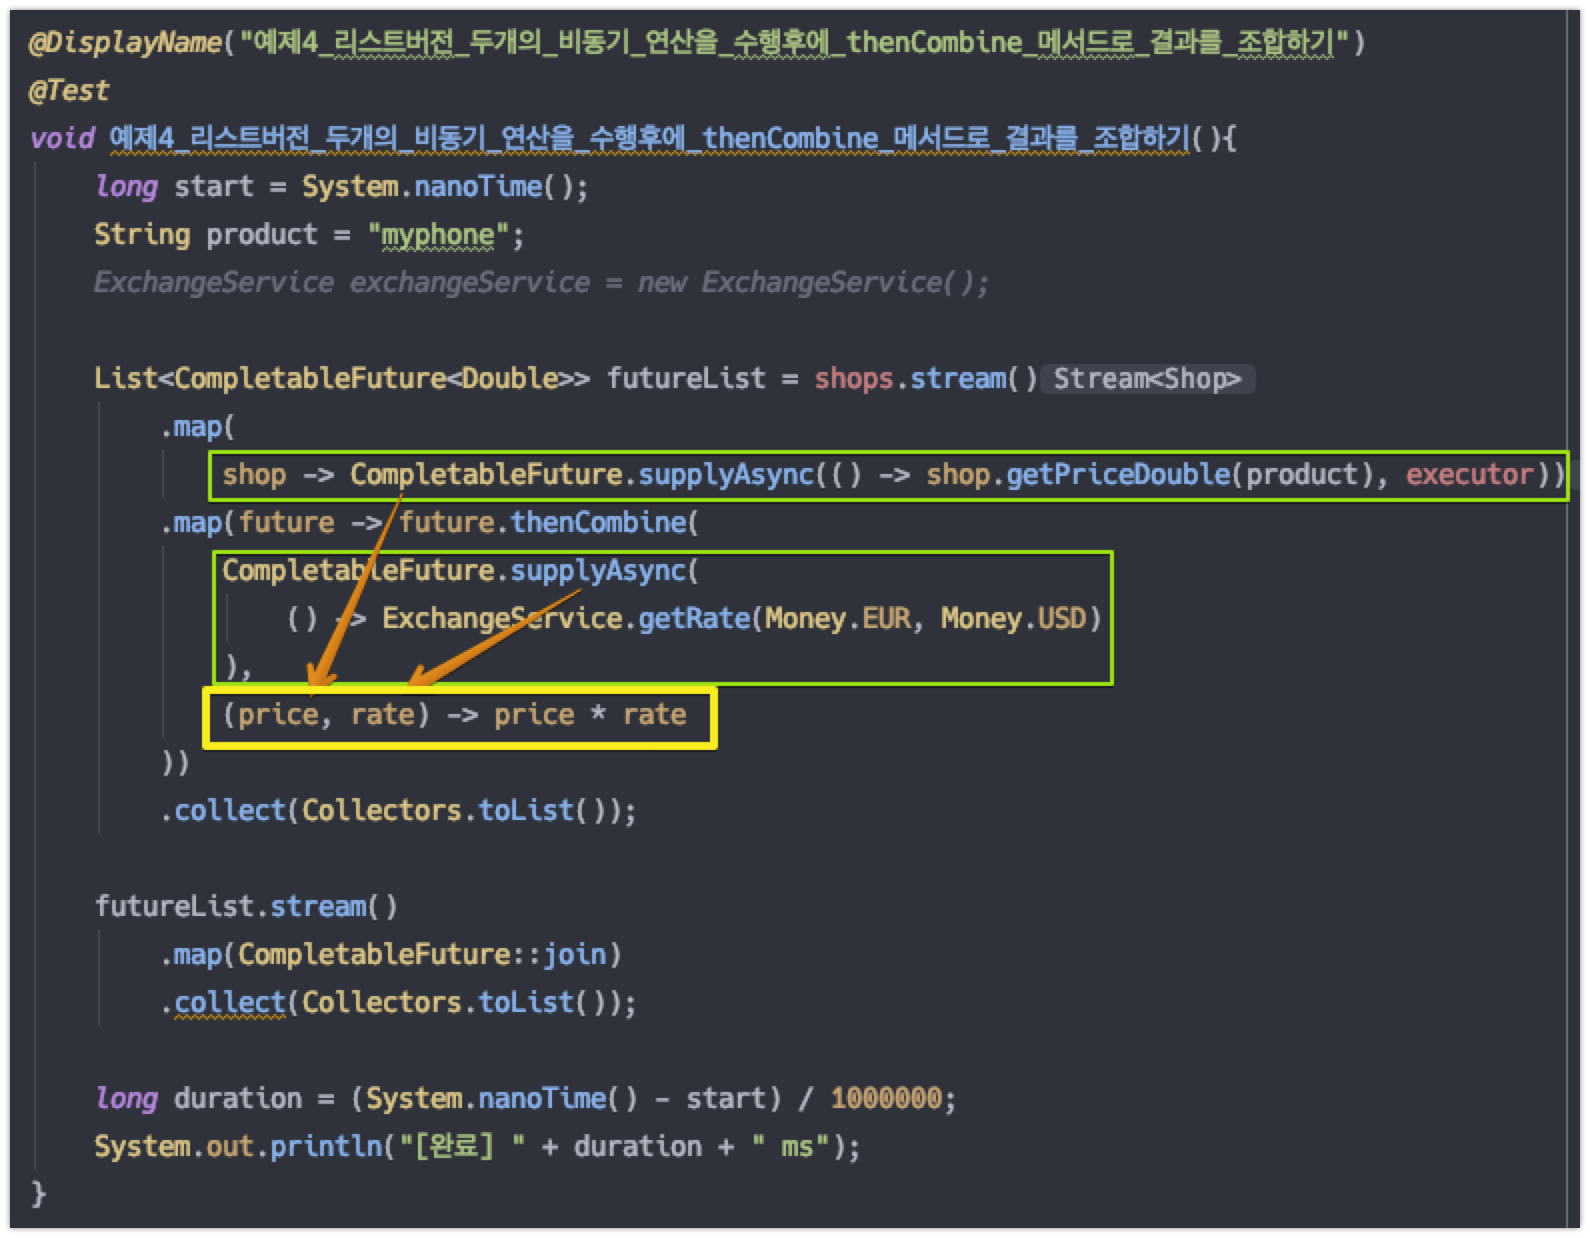 @DisplayName("예제4_리스트버전_두개의_비동기_연산을_수행후에_thenCombine_메서드로_결과를_조합하기")
@Test
void 예제4_리스트버전_두개의_비동기_연산을_수행후에_thenCombine_메서드로_결과를_조합하기(){
long start = System.nanoTime();
String product = "myphone";
ExchangeService exchangeService = new ExchangeService();
List<CompletableFuture<Double>> futureList = shops.stream() Stream<Shop>
.map(
shop -> CompletableFuture.supplyAsync(() -> shop.getPriceDouble(product), executor))
.map(future -> future.thenCombine(
CompletableFuture.supplyAsync(
() -> ExchangeService.getRate(Money.EUR, Money.USD)
),
(price, rate) -> price * rate
))
.collect(Collectors.toList());
futureList.stream()
.map(CompletableFuture::join)
.collect(Collectors.toList());
long duration = (System.nanoTime() - start) / 1000000;
System.out.println("[완료] " + duration + " ms");
}